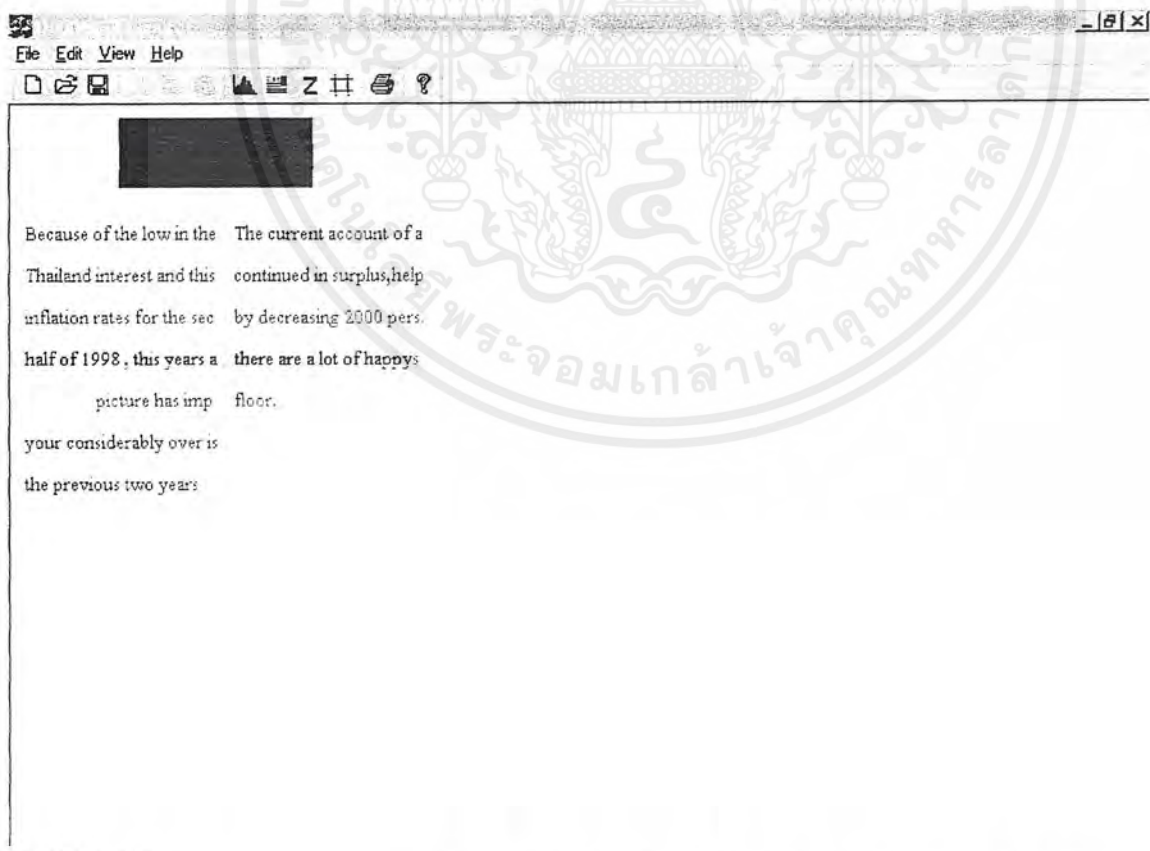 File Edit View Help
Because of the low in the
Thailand interest and this
inflation rates for the sec
half of 1998 , this years a
picture has imp
your considerably over is
the previous two years
The current account of a
continued in surplus,help
by decreasing 2000 pers.
there are a lot of happys
floor.
พระจอมเกล้าเจ้าคุณทหารลาด